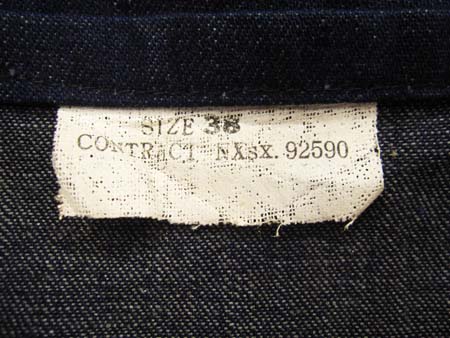 SIZE 38
CONTRACT NXSX. 92590